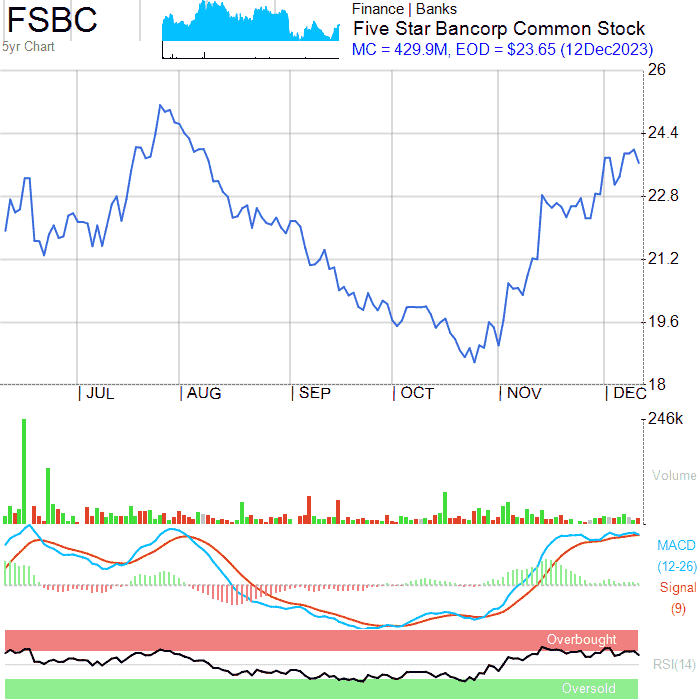 FSBC
5yr Chart
Finance | Banks
Five Star Bancorp Common Stock
MC = 429.9M, EOD = $23.65 (12Dec2023)
26
24.4
22.8
21.2
19.6
18
| JUL | AUG | SEP | OCT | NOV | DEC
246k
Volume
MACD
(12-26)
Signal
(9)
Overbought
RSI(14)
Oversold